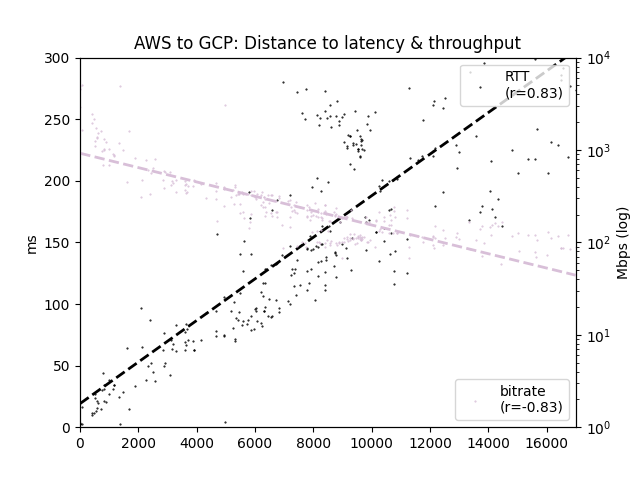 AWS to GCP: Distance to latency & throughput
300
250
200
150
100
50
0
ms
0 2000 4000 6000 8000 10000 12000 14000 16000
10^4
10^3
10^2
10^1
10^0
Mbps (log)
RTT
(r=0.83)
bitrate
(r=-0.83)